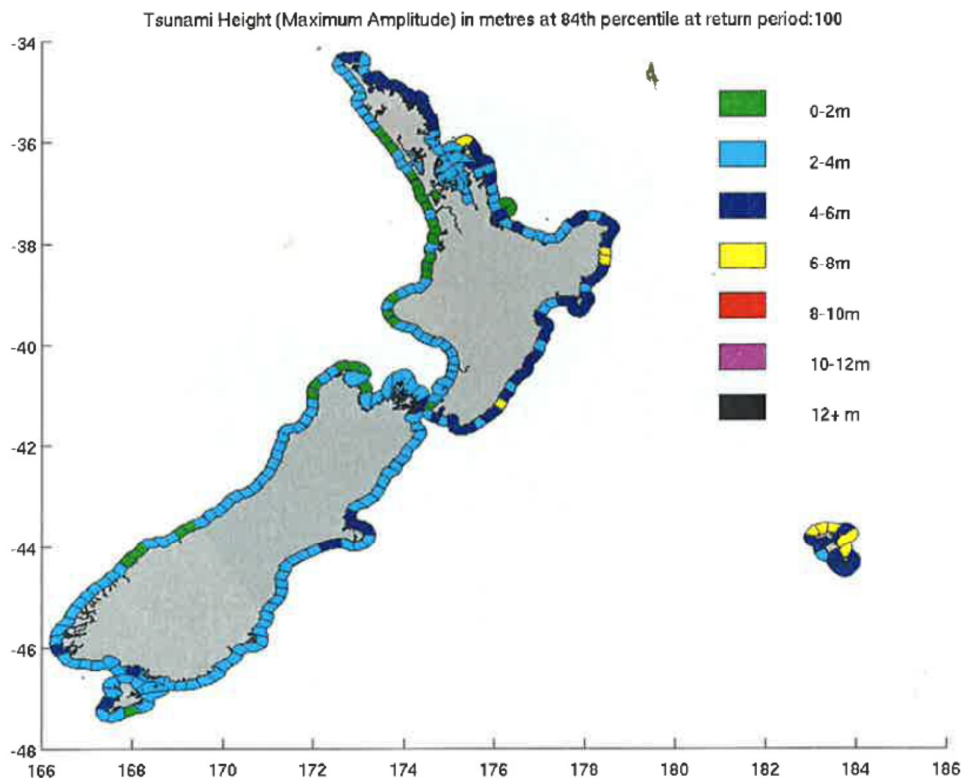 Tsunami Height (Maximum Amplitude) in metres at 84th percentile at return period:100
-34
-36
-38
-40
-42
-44
-46
-48
166
168
170
172
174
176
178
180
182
184
186
0-2m
2-4m
4-6m
6-8m
8-10m
10-12m
12+ m